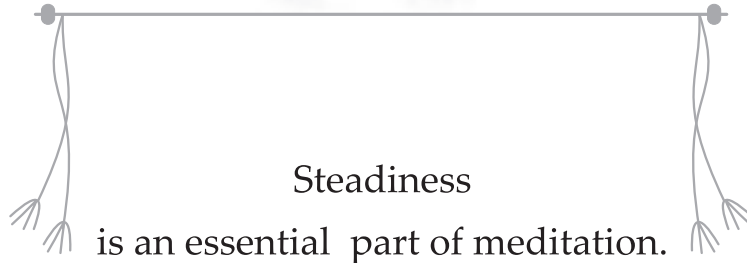 Steadiness
is an essential  part of meditation.